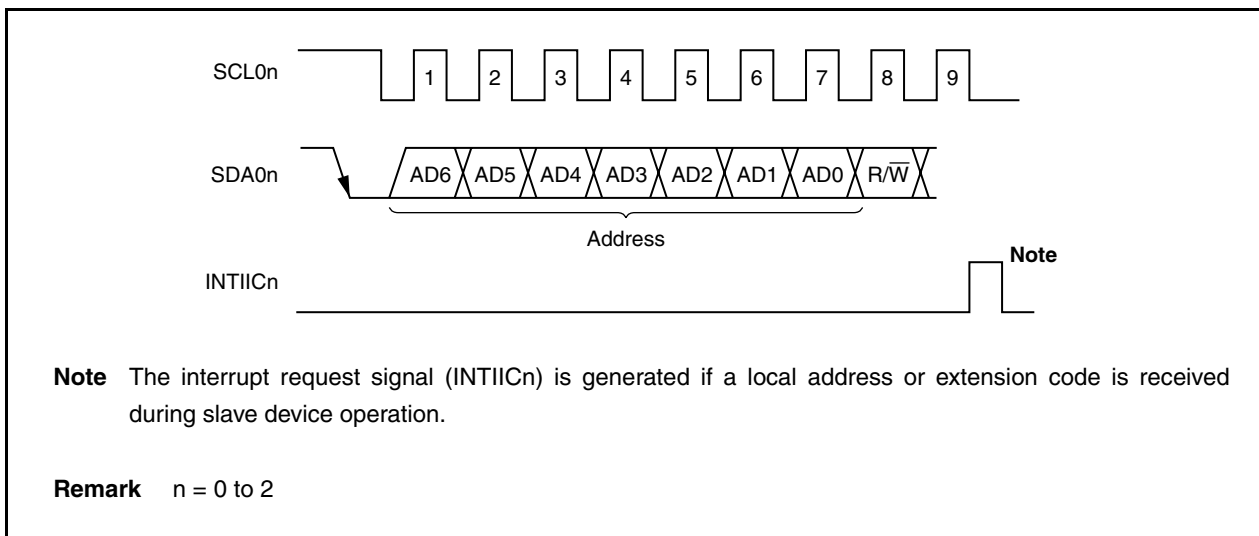 SCL0n 1 2 3 4 5 6 7 8 9
SDA0n AD6 AD5 AD4 AD3 AD2 AD1 AD0 R/W̅
Address
Note
INTIICn
Note The interrupt request signal (INTIICn) is generated if a local address or extension code is received
during slave device operation.
Remark n = 0 to 2